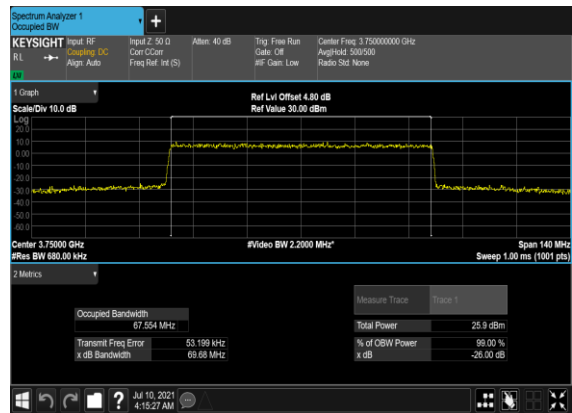 Spectrum Analyzer 1
Occupied BW
+
KEYSIGHT Input: RF Input Z: 50 Ω Atten: 40 dB Trig: Free Run Center Freq: 3.750000000 GHz
RL Coupling: DC Corr CCorr Gate: Off Avg|Hold: 500/500
Align: Auto Freq Ref: Int (S) #IF Gain: Low Radio Std: None
1 Graph
Ref Lvl Offset 4.80 dB
Scale/Div 10.0 dB Ref Value 30.00 dBm
Log
20.0
10.0
0.00
-10.0
-20.0
-30.0
-40.0
-50.0
-60.0
Center 3.75000 GHz #Video BW 2.2000 MHz* Span 140 MHz
#Res BW 680.00 kHz Sweep 1.00 ms (1001 pts)
2 Metrics
Measure Trace Trace 1
Occupied Bandwidth
67.554 MHz Total Power 25.9 dBm
Transmit Freq Error 53.199 kHz % of OBW Power 99.00 %
x dB Bandwidth 69.68 MHz x dB -26.00 dB
? Jul 10, 2021
4:15:27 AM